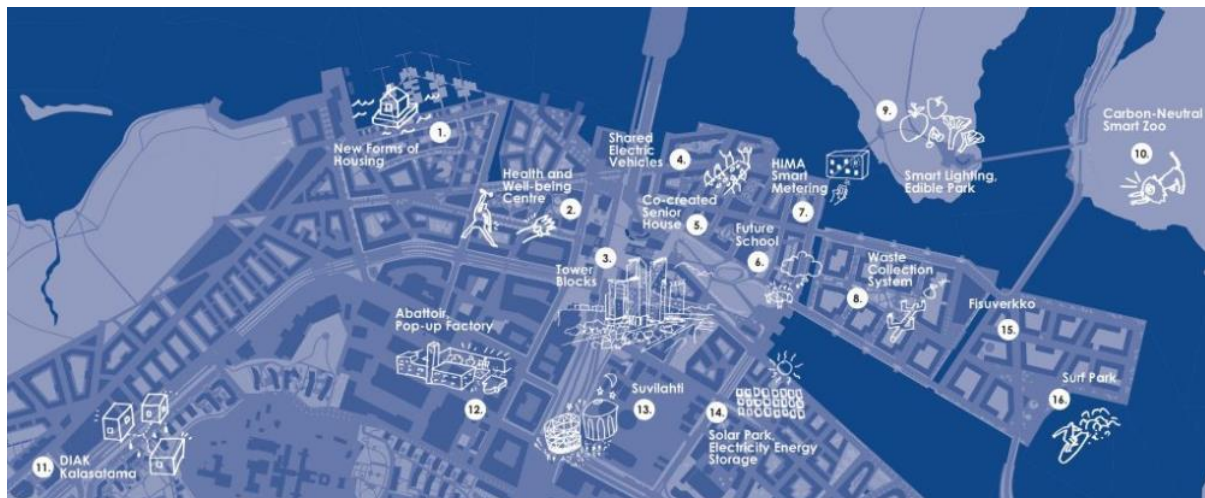 1.
New Forms of
Housing
Health and
Well-being
Centre
2.
3.
Tower
Blocks
Shared
Electric
Vehicles
4.
Co-created
Senior
House
5.
Future
School
6.
HIMA
Smart
Metering
7.
Waste
Collection
System
8.
9.
Smart Lighting,
Edible Park
Carbon-Neutral
Smart Zoo
10.
11.
DIAK
Kalasatama
Abattoir,
Pop-up Factory
12.
Suvilahti
13.
14.
Solar Park,
Electricity Energy
Storage
Fisuverkko
15.
Surf Park
16.